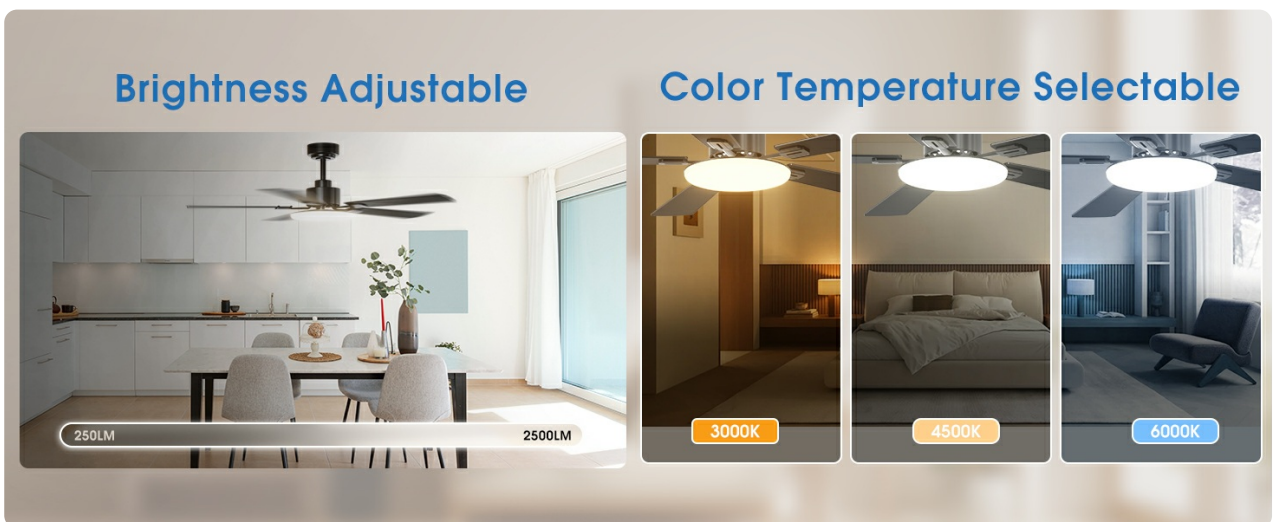 Brightness Adjustable
Color Temperature Selectable
250LM
2500LM
3000K
4500K
6000K